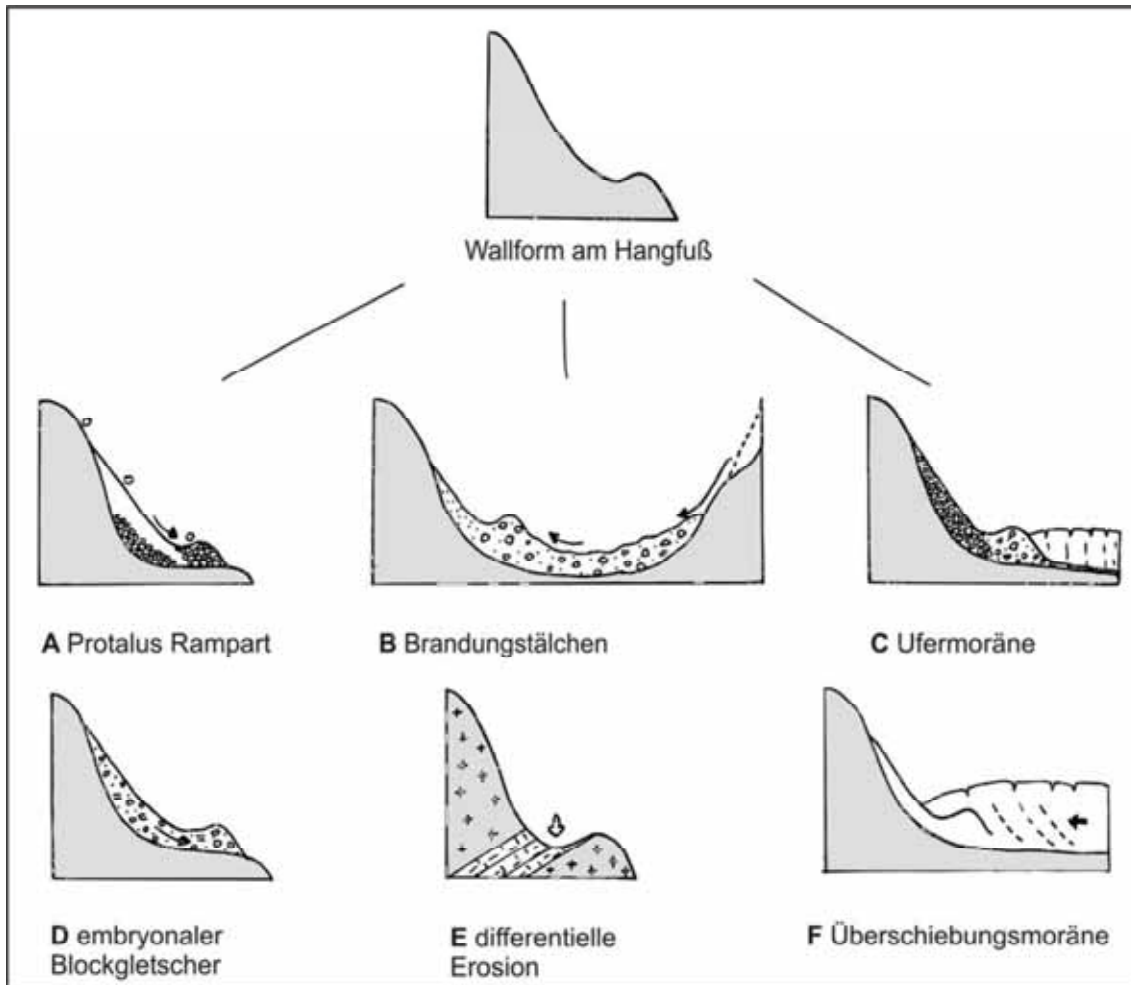 Wallform am Hangfuß
A Protalus Rampart
B Brandungstälchen
C Ufermoräne
D embryonaler
Blockgletscher
E differentielle
Erosion
F Überschiebungsmoräne